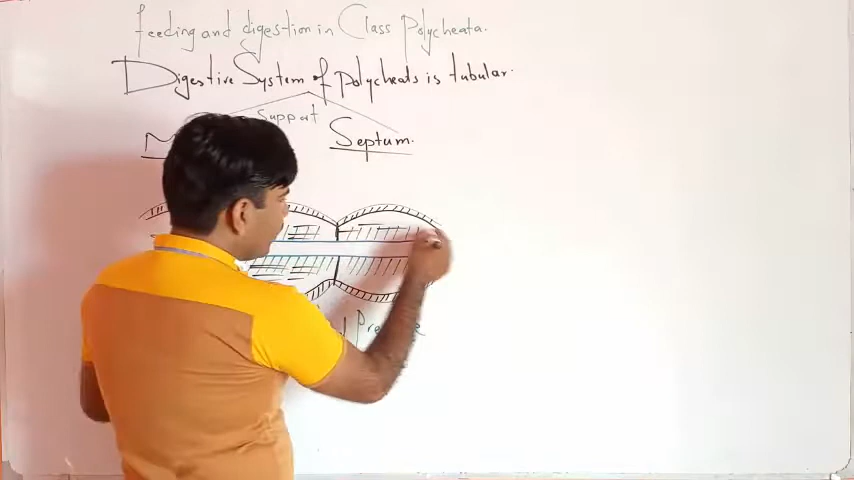 feeding and digestion in Class Polycheata.
Digestive System of polycheats is tubular.
Support
Septum.